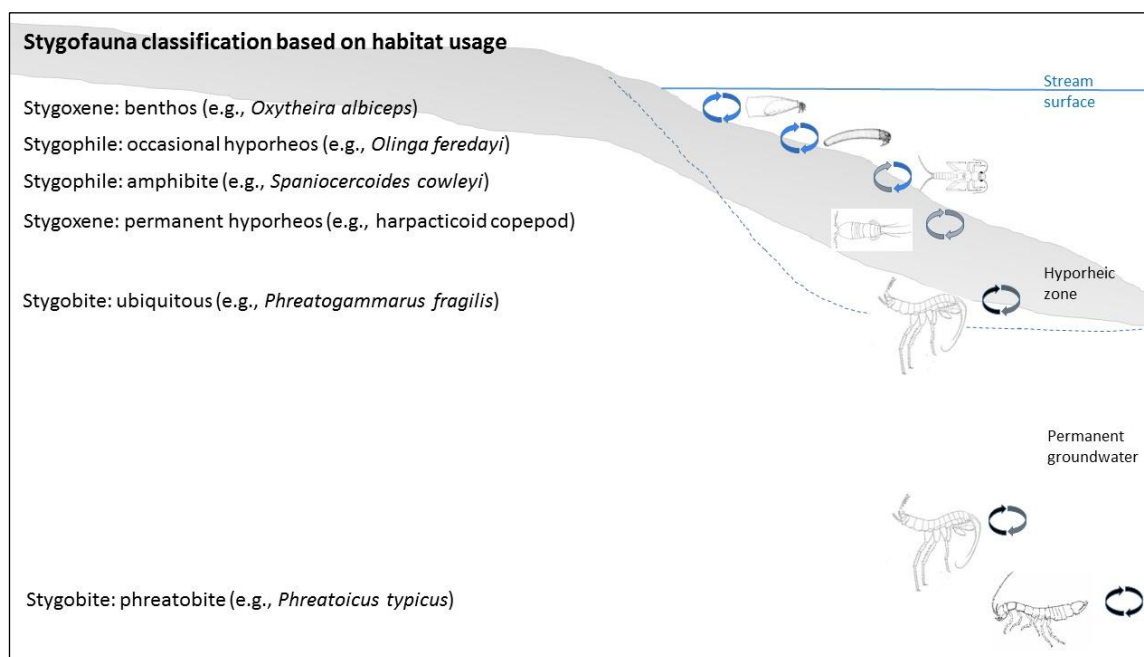 Stygofauna classification based on habitat usage
Stream
surface
Stygoxene: benthos (e.g., Oxytheira albiceps)
Stygophile: occasional hyporheos (e.g., Olinga feredayi)
Stygophile: amphibite (e.g., Spaniocercoides cowleyi)
Stygoxene: permanent hyporheos (e.g., harpacticoid copepod)
Hyporheic
zone
Stygobite: ubiquitous (e.g., Phreatogammarus fragilis)
Permanent
groundwater
Stygobite: phreatobite (e.g., Phreatoicus typicus)